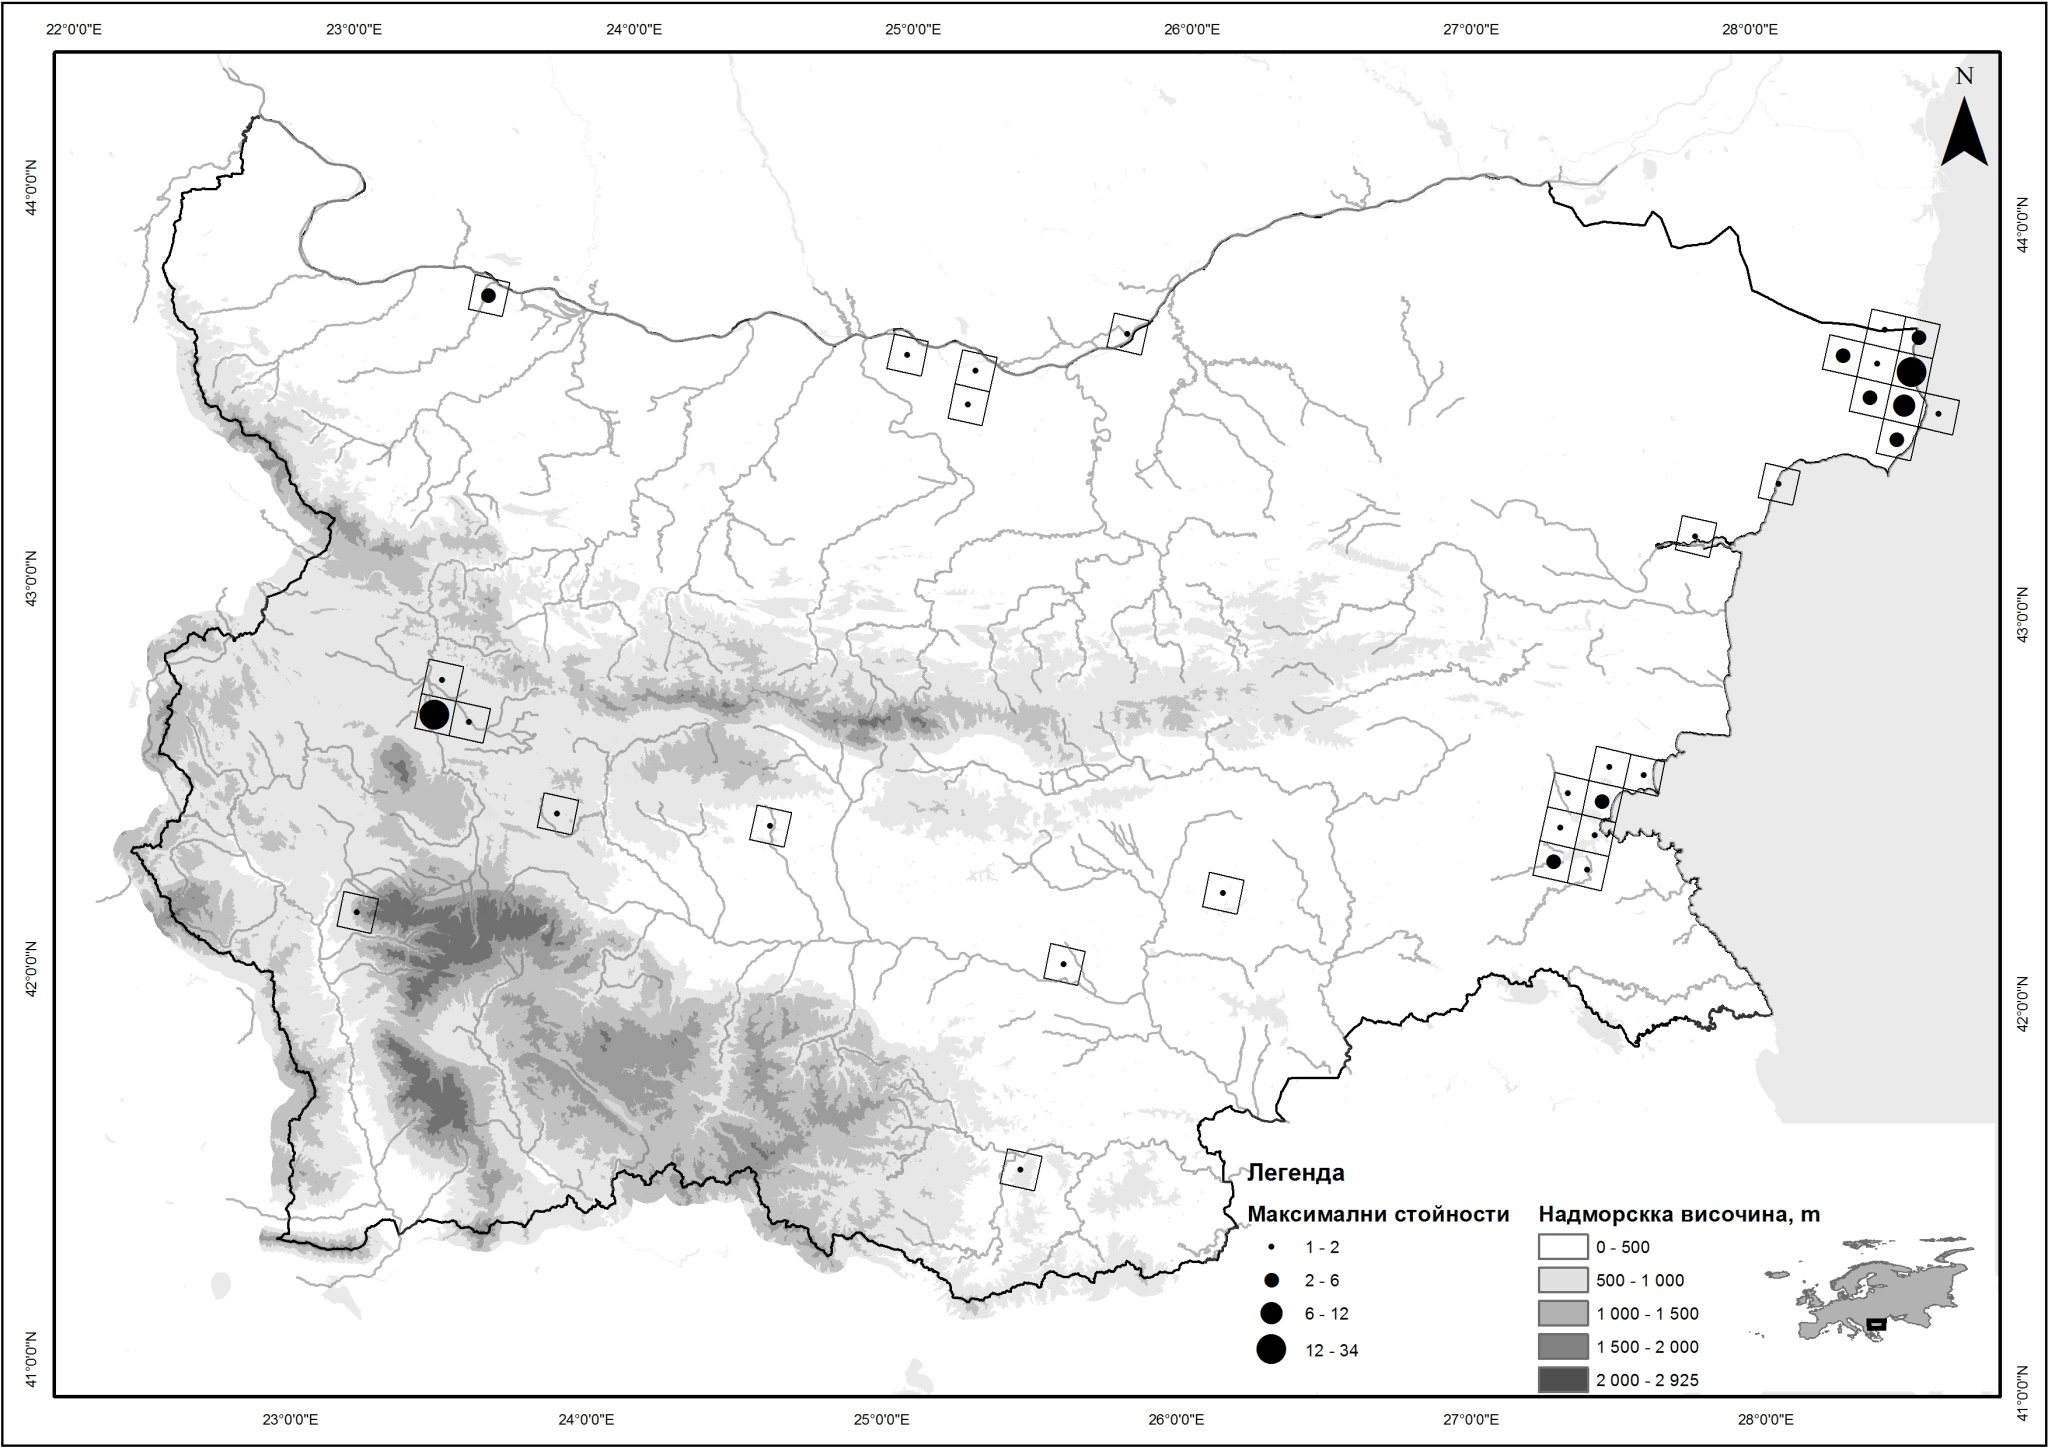 22°0'0"E 23°0'0"E 24°0'0"E 25°0'0"E 26°0'0"E 27°0'0"E 28°0'0"E
N
44°0'0"N
44°0'0"N
43°0'0"N
43°0'0"N
42°0'0"N
42°0'0"N
41°0'0"N
41°0'0"N
Легенда
Максимални стойности
1 - 2
2 - 6
6 - 12
12 - 34
Надморскка височина, m
0 - 500
500 - 1 000
1 000 - 1 500
1 500 - 2 000
2 000 - 2 925
23°0'0"E 24°0'0"E 25°0'0"E 26°0'0"E 27°0'0"E 28°0'0"E